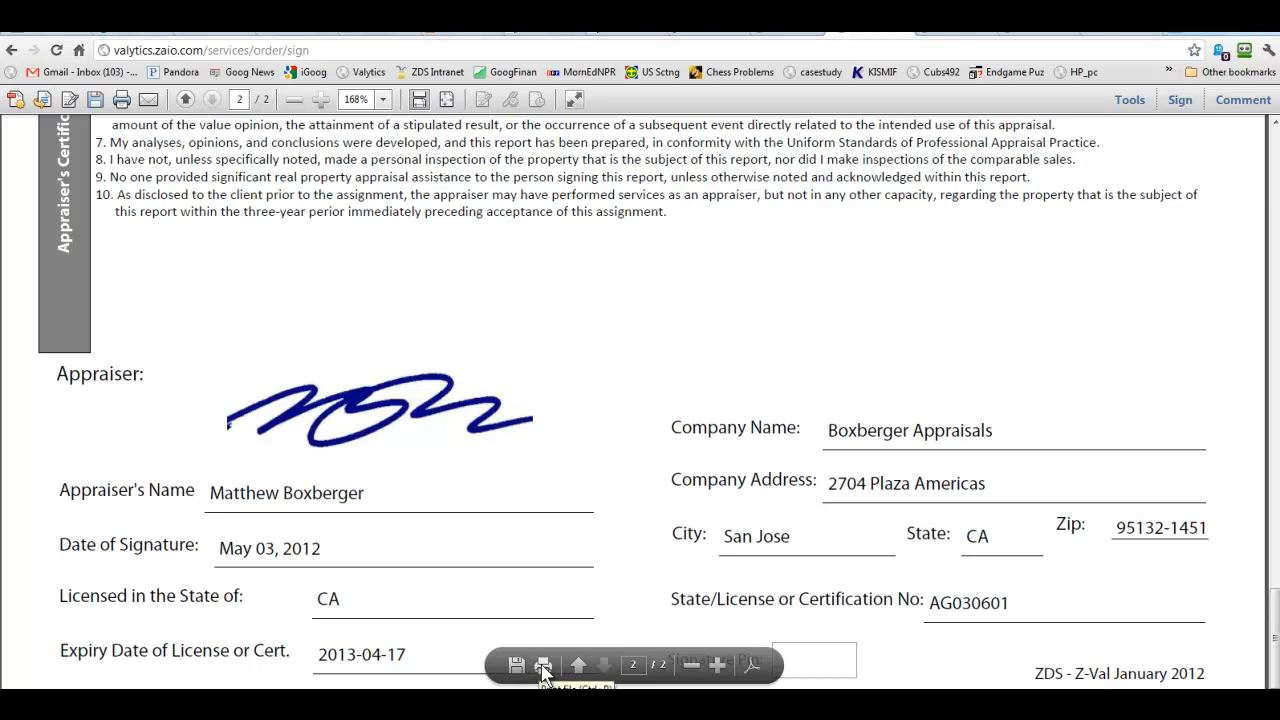 valytics.zaio.com/services/order/sign
Gmail - Inbox (103) -... Pandora Goog News iGoog Valytics ZDS Intranet GoogFinan MornEdNPR US Sctng Chess Problems casestudy KISMIF Cubs492 Endgame Puz HP_pc » Other bookmarks
2 / 2 168% Tools Sign Comment
Appraiser's Certific
amount of the value opinion, the attainment of a stipulated result, or the occurrence of a subsequent event directly related to the intended use of this appraisal.
7. My analyses, opinions, and conclusions were developed, and this report has been prepared, in conformity with the Uniform Standards of Professional Appraisal Practice.
8. I have not, unless specifically noted, made a personal inspection of the property that is the subject of this report, nor did I make inspections of the comparable sales.
9. No one provided significant real property appraisal assistance to the person signing this report, unless otherwise noted and acknowledged within this report.
10. As disclosed to the client prior to the assignment, the appraiser may have performed services as an appraiser, but not in any other capacity, regarding the property that is the subject of
this report within the three-year perior immediately preceding acceptance of this assignment.
Appraiser:
Company Name: Boxberger Appraisals
Company Address: 2704 Plaza Americas
Appraiser's Name Matthew Boxberger
City: San Jose State: CA Zip: 95132-1451
Date of Signature: May 03, 2012
Licensed in the State of: CA
State/License or Certification No: AG030601
Expiry Date of License or Cert. 2013-04-17
2 / 2
Signature Pin:
Print file (Ctrl+P)
ZDS - Z-Val January 2012